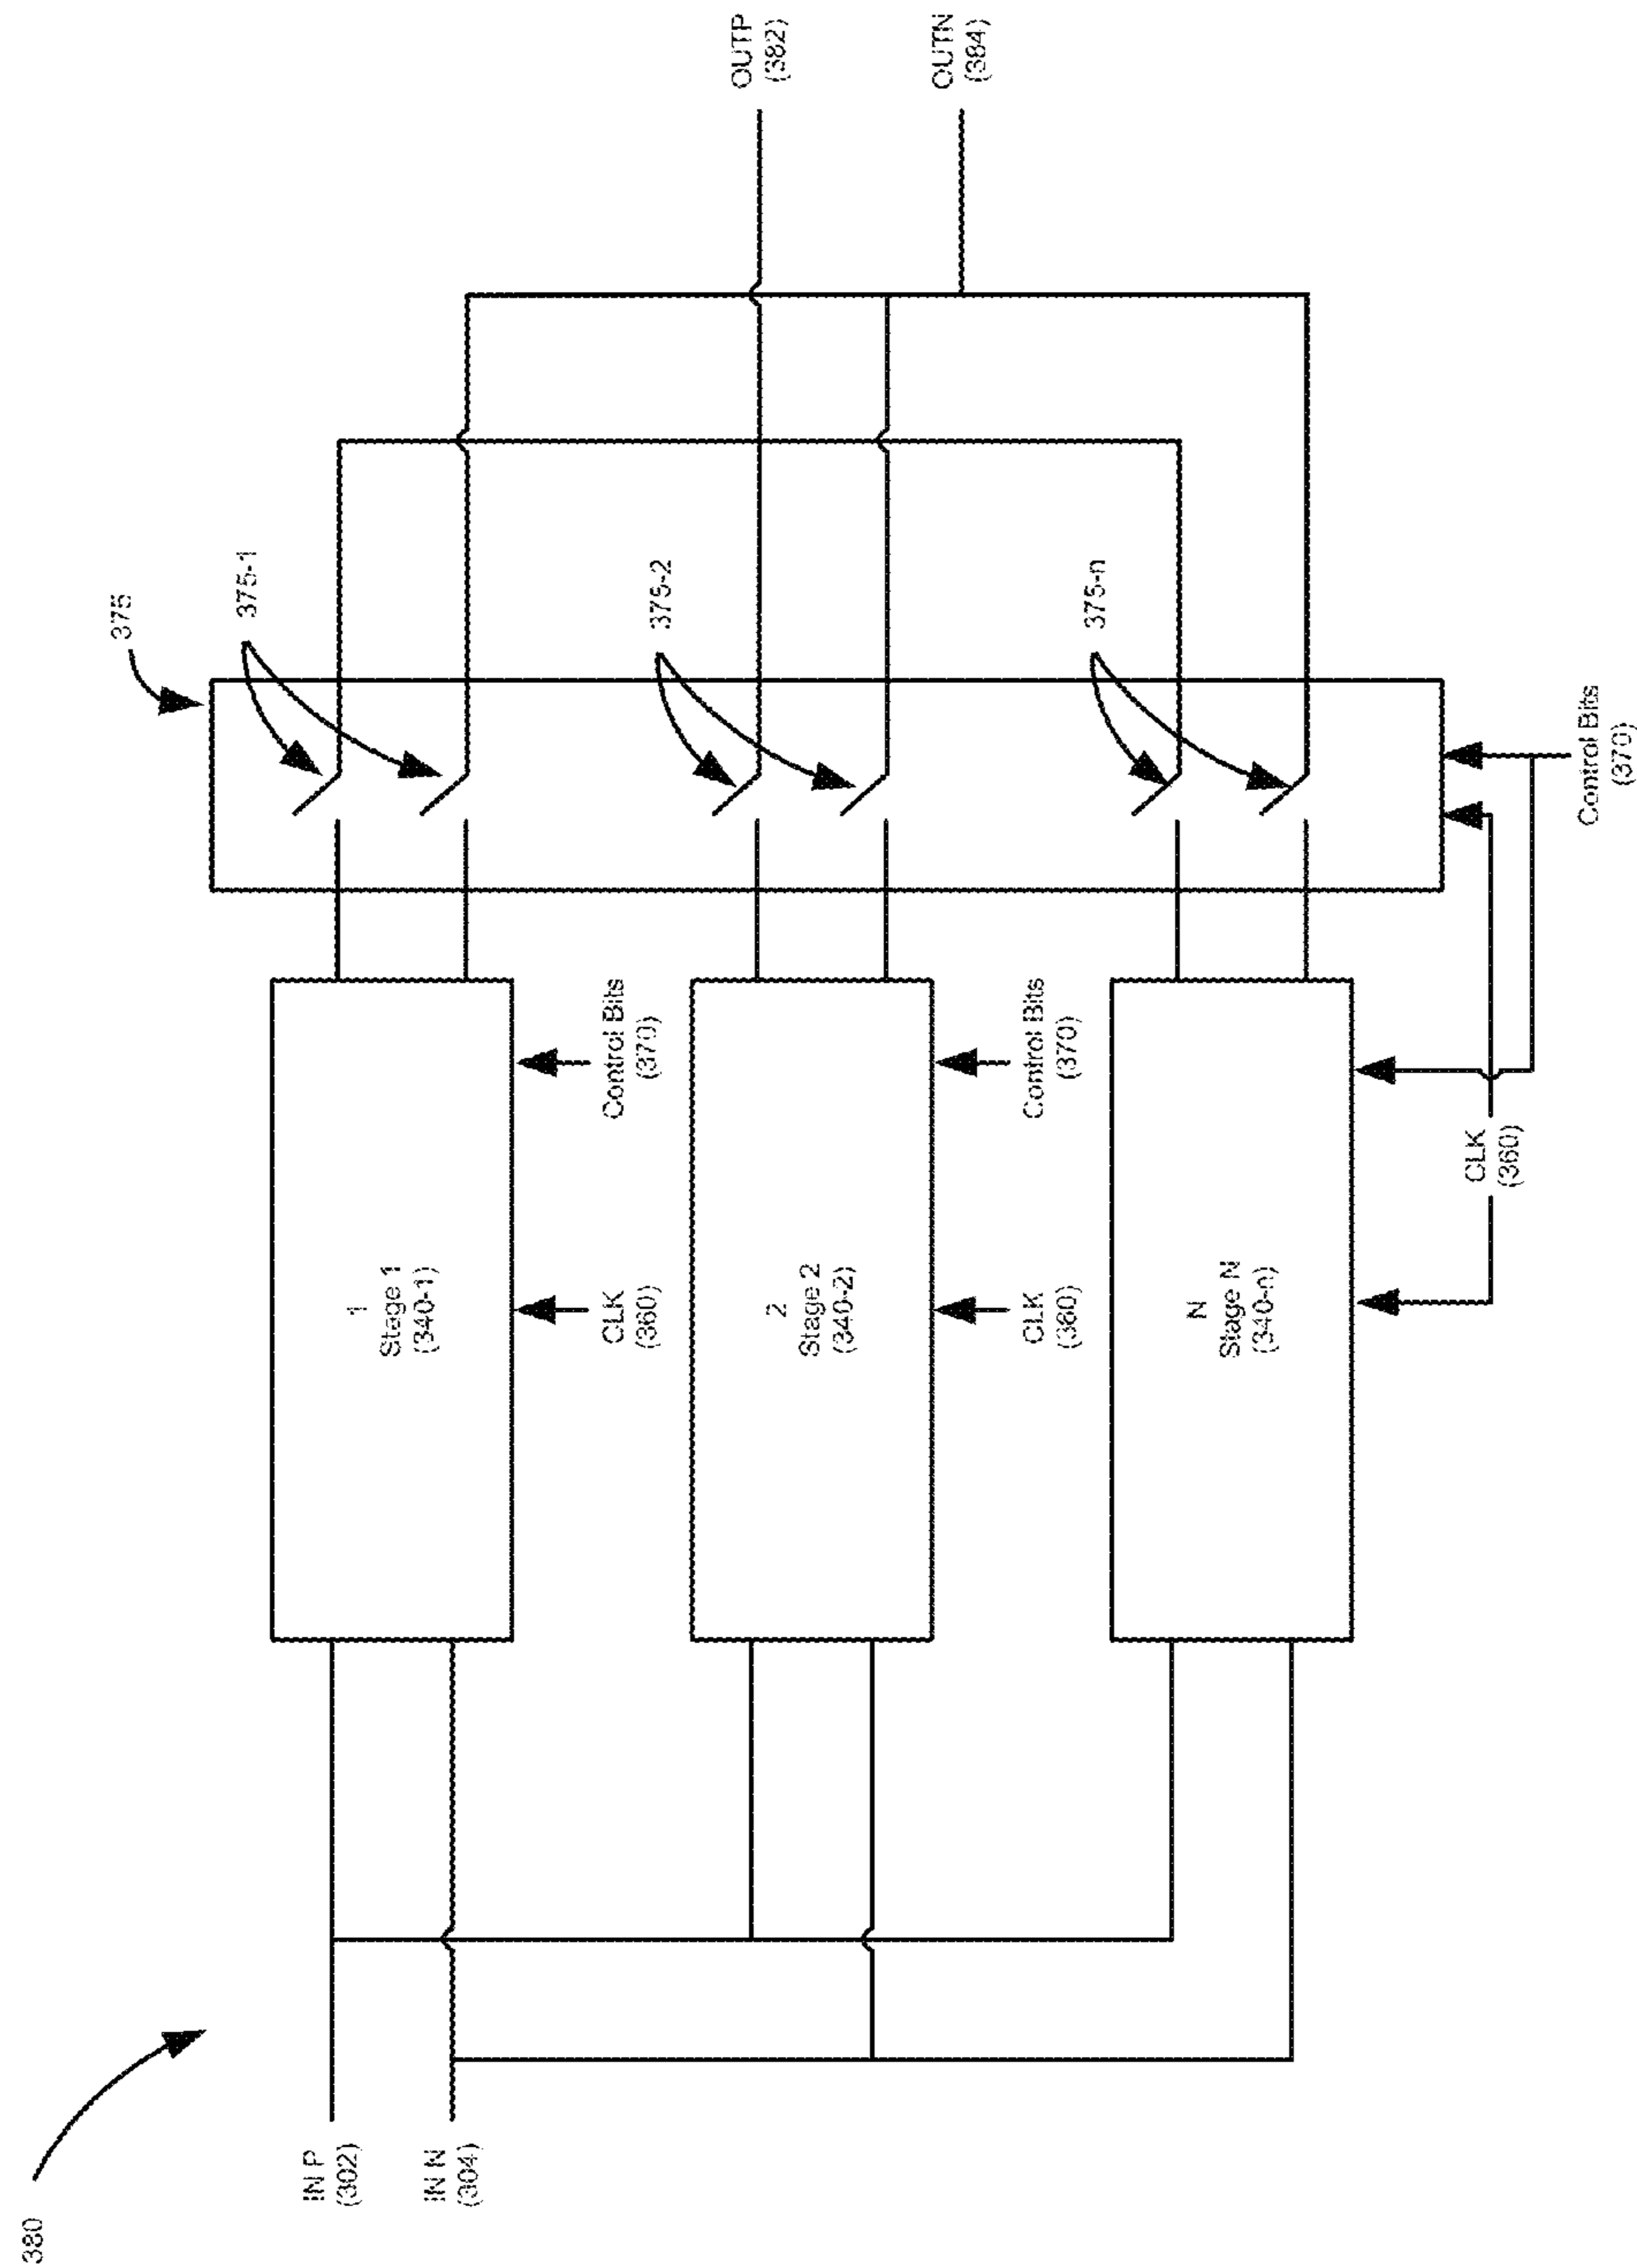 380
IN P
(302)
IN N
(304)
1
Stage 1
(340-1)
CLK
(360)
Control Bits
(370)
2
Stage 2
(340-2)
CLK
(360)
Control Bits
(370)
N
Stage N
(340-n)
CLK
(360)
Control Bits
(370)
375
375-1
375-2
375-n
OUTP
(382)
OUTN
(384)